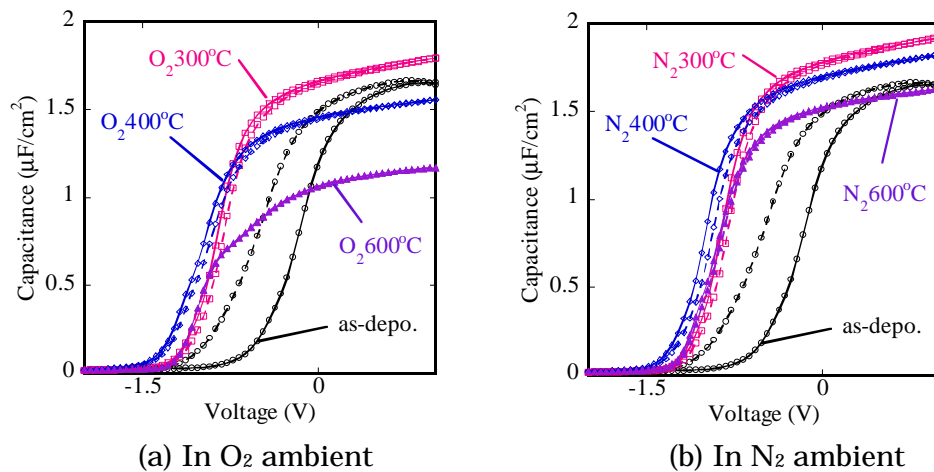 2
1.5
1
0.5
0
Capacitance (µF/cm²)
O₂300°C
O₂400°C
O₂600°C
as-depo.
-1.5
0
Voltage (V)
(a) In O₂ ambient
2
1.5
1
0.5
0
Capacitance (µF/cm²)
N₂300°C
N₂400°C
N₂600°C
as-depo.
-1.5
0
Voltage (V)
(b) In N₂ ambient